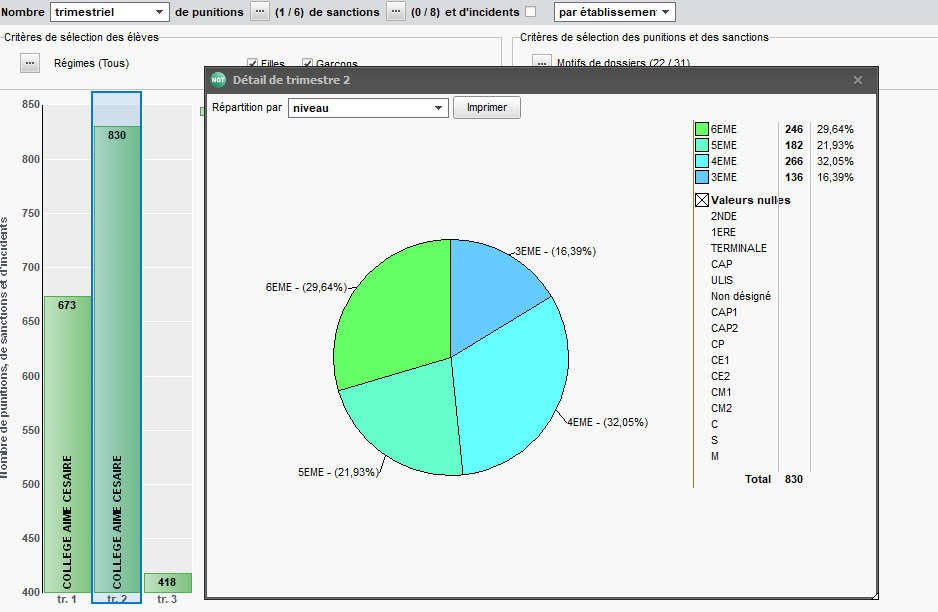 Nombre trimestriel de punitions ... (1 / 6) de sanctions ... (0 / 8) et d'incidents par établissement
Critères de sélection des élèves
Critères de sélection des punitions et des sanctions
... Régimes (Tous) Filles Garçons
... Motifs de dossiers (22 / 31)
NOT Détail de trimestre 2
Répartition par niveau Imprimer
6EME 246 29,64%
5EME 182 21,93%
4EME 266 32,05%
3EME 136 16,39%
Valeurs nulles
2NDE
1ERE
TERMINALE
CAP
ULIS
Non désigné
CAP1
CAP2
CP
CE1
CE2
CM1
CM2
C
S
M
Total 830
3EME - (16,39%)
6EME - (29,64%)
4EME - (32,05%)
5EME - (21,93%)
Nombre de punitions, de sanctions et d'incidents
850
800
750
700
650
600
550
500
450
400
673
830
418
COLLEGE AIME CESAIRE
COLLEGE AIME CESAIRE
tr. 1
tr. 2
tr. 3